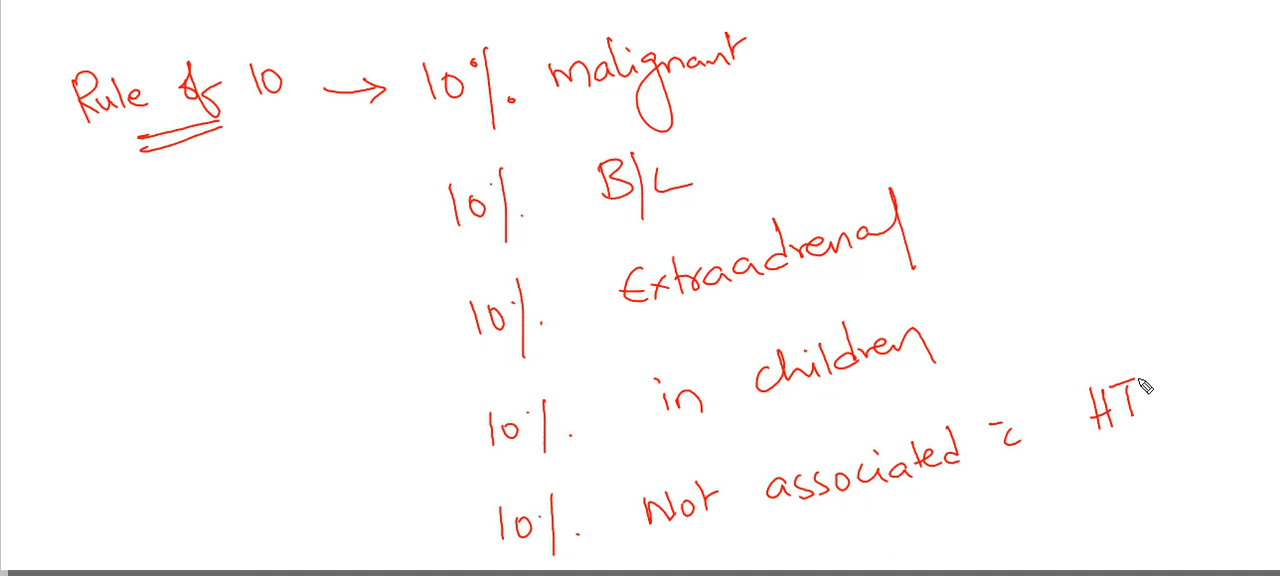 Rule of 10 → 10% malignant
10% B/L
10% Extraadrenal
10% in children
10% Not associated c̄ HT